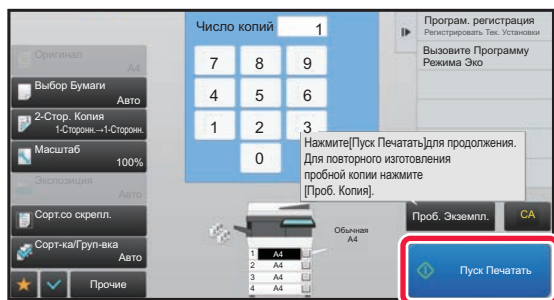 Число копий 1
Програм. регистрация
Регистрировать Тек. Установки
Вызовите Программу
Режима Эко
Оригинал
A4
Выбор Бумаги
Авто
2-Стор. Копия
1-Сторонн.→1-Сторонн.
Масштаб
100%
Экспозиция
Авто
Сорт.со скрепл.
Сорт-ка/Груп-вка
Авто
Прочие
7 8 9
4 5 6
1 2 3
0
Нажмите[Пуск Печатать]для продолжения.
Для повторного изготовления
пробной копии нажмите
[Проб. Копия].
Обычная
A4
1 A4
2 A4
3 A4
4 A4
Проб. Экземпл.
CA
Пуск Печатать